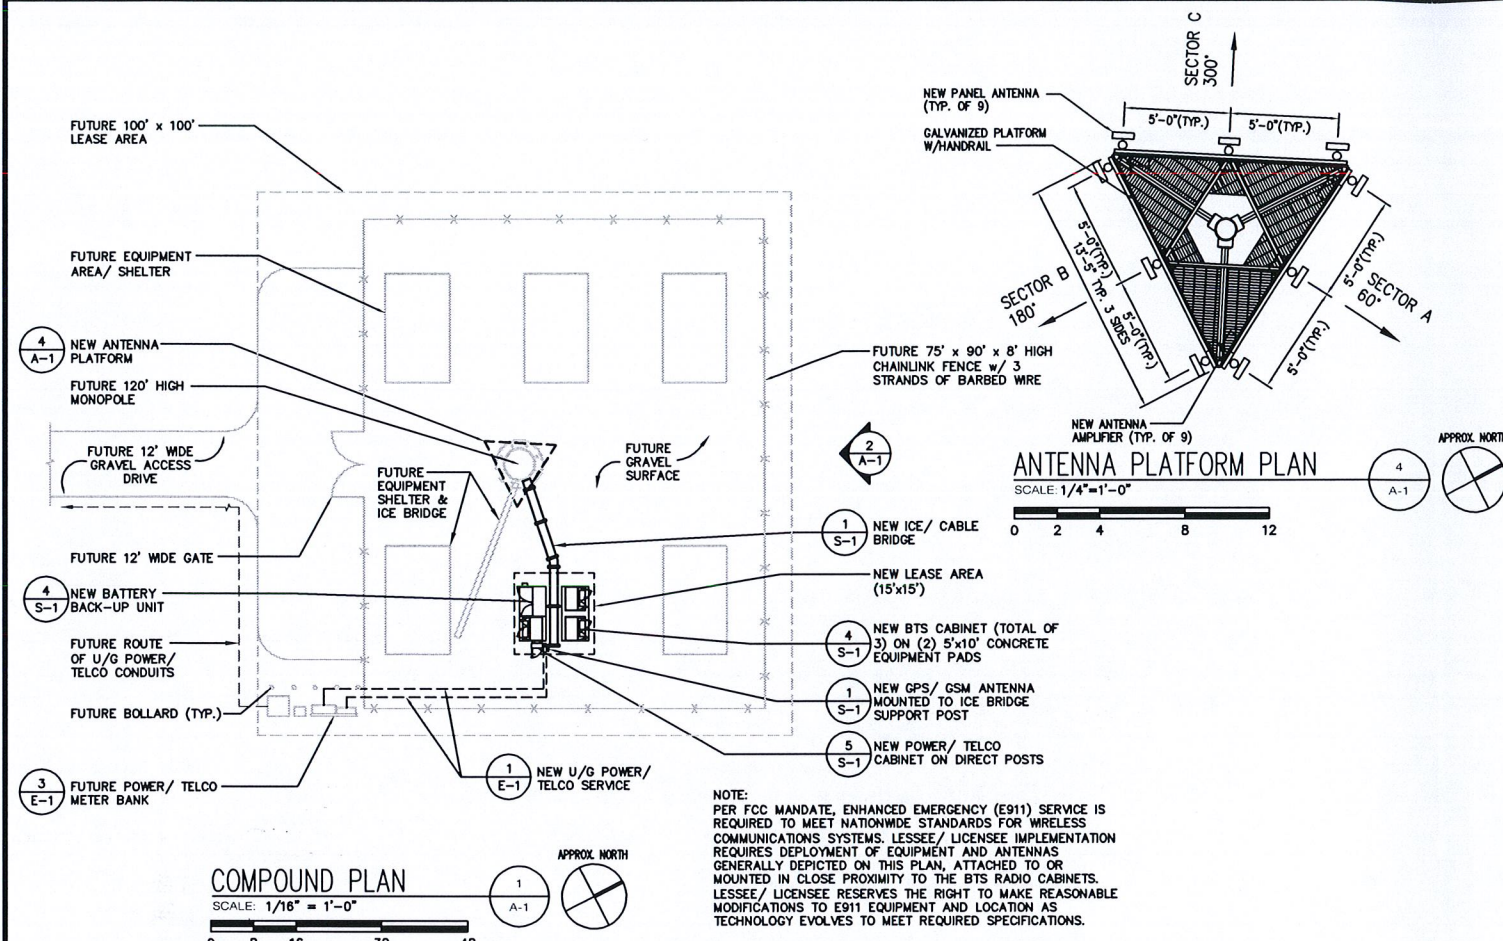 FUTURE 100' x 100'
LEASE AREA
FUTURE EQUIPMENT
AREA/ SHELTER
4
A-1
NEW ANTENNA
PLATFORM
FUTURE 120' HIGH
MONOPOLE
FUTURE 12' WIDE
GRAVEL ACCESS
DRIVE
FUTURE
EQUIPMENT
SHELTER &
ICE BRIDGE
FUTURE
GRAVEL
SURFACE
FUTURE 12' WIDE GATE
4
S-1
NEW BATTERY
BACK-UP UNIT
FUTURE ROUTE
OF U/G POWER/
TELCO CONDUITS
FUTURE BOLLARD (TYP.)
3
E-1
FUTURE POWER/ TELCO
METER BANK
1
E-1
NEW U/G POWER/
TELCO SERVICE
FUTURE 75' x 90' x 8' HIGH
CHAINLINK FENCE w/ 3
STRANDS OF BARBED WIRE
2
A-1
1
S-1
NEW ICE/ CABLE
BRIDGE
NEW LEASE AREA
(15'x15')
4
S-1
NEW BTS CABINET (TOTAL OF
3) ON (2) 5'x10' CONCRETE
EQUIPMENT PADS
1
S-1
NEW GPS/ GSM ANTENNA
MOUNTED TO ICE BRIDGE
SUPPORT POST
5
S-1
NEW POWER/ TELCO
CABINET ON DIRECT POSTS
COMPOUND PLAN
SCALE: 1/16" = 1'-0"
1
A-1
APPROX. NORTH
NEW PANEL ANTENNA
(TYP. OF 9)
GALVANIZED PLATFORM
W/HANDRAIL
SECTOR C
300°
5'-0"(TYP.)
5'-0"(TYP.)
SECTOR B
180°
5'-0"(TYP.)
5'-0"(TYP.)
13'-5" TYP. 3 SIDES
5'-0"(TYP.)
5'-0"(TYP.)
SECTOR A
60°
NEW ANTENNA
AMPLIFIER (TYP. OF 9)
ANTENNA PLATFORM PLAN
SCALE: 1/4"=1'-0"
4
A-1
APPROX. NORTH
0 2 4 8 12
NOTE:
PER FCC MANDATE, ENHANCED EMERGENCY (E911) SERVICE IS
REQUIRED TO MEET NATIONWIDE STANDARDS FOR WIRELESS
COMMUNICATIONS SYSTEMS. LESSEE/ LICENSEE IMPLEMENTATION
REQUIRES DEPLOYMENT OF EQUIPMENT AND ANTENNAS
GENERALLY DEPICTED ON THIS PLAN, ATTACHED TO OR
MOUNTED IN CLOSE PROXIMITY TO THE BTS RADIO CABINETS.
LESSEE/ LICENSEE RESERVES THE RIGHT TO MAKE REASONABLE
MODIFICATIONS TO E911 EQUIPMENT AND LOCATION AS
TECHNOLOGY EVOLVES TO MEET REQUIRED SPECIFICATIONS.